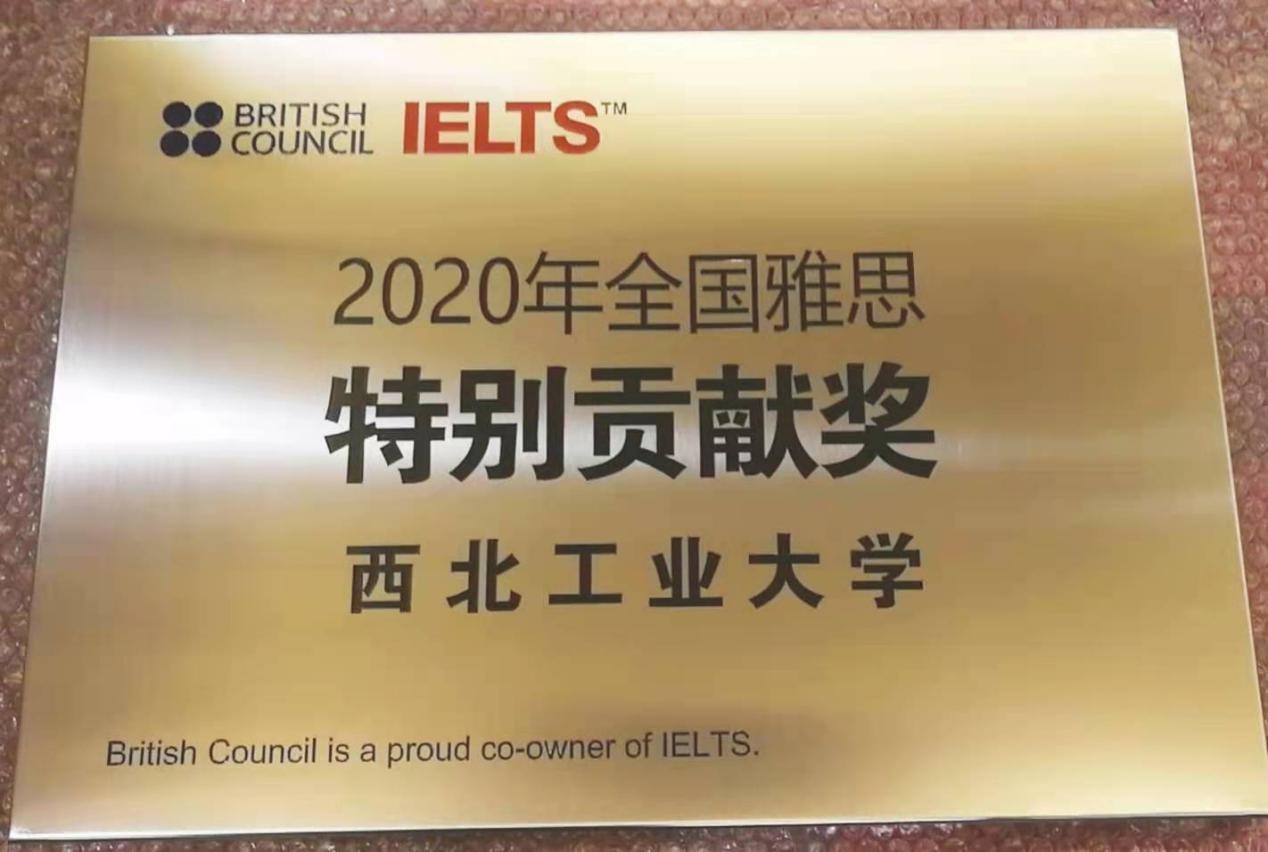 BRITISH COUNCIL IELTS™
2020年全国雅思
特别贡献奖
西北工业大学
British Council is a proud co-owner of IELTS.